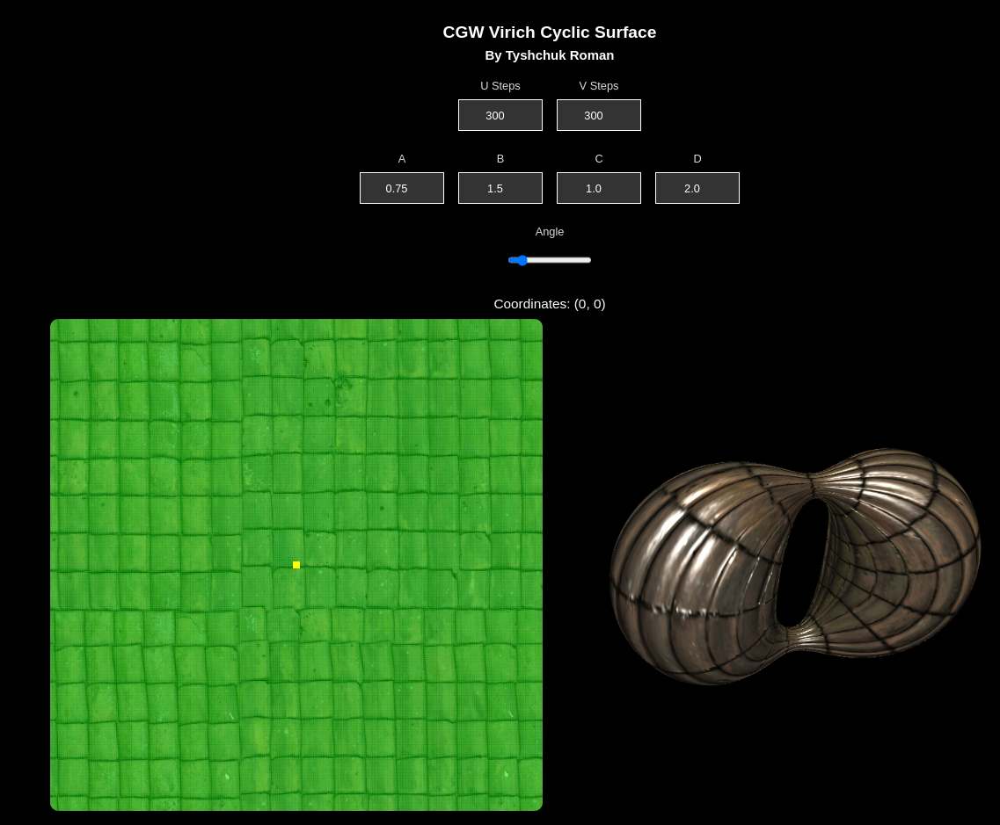 CGW Virich Cyclic Surface
By Tyshchuk Roman
U Steps V Steps
300 300
A B C D
0.75 1.5 1.0 2.0
Angle
Coordinates: (0, 0)